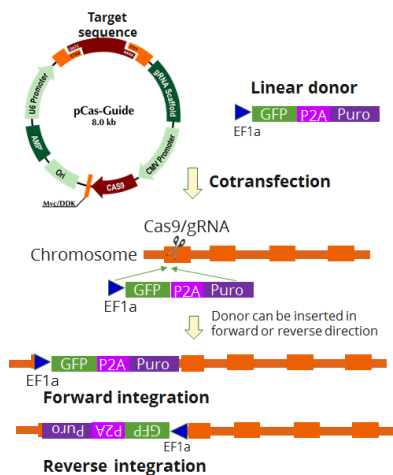 Target
sequence
U6 Promoter
gRNA Scaffold
pCas-Guide
8.0 kb
AMP
CMV Promoter
Ori
CAS9
Myc/DDK
Linear donor
GFP P2A Puro
EF1a
Cotransfection
Cas9/gRNA
Chromosome
GFP P2A Puro
EF1a
Donor can be inserted in
forward or reverse direction
GFP P2A Puro
EF1a
Forward integration
Puro P2A GFP
EF1a
Reverse integration